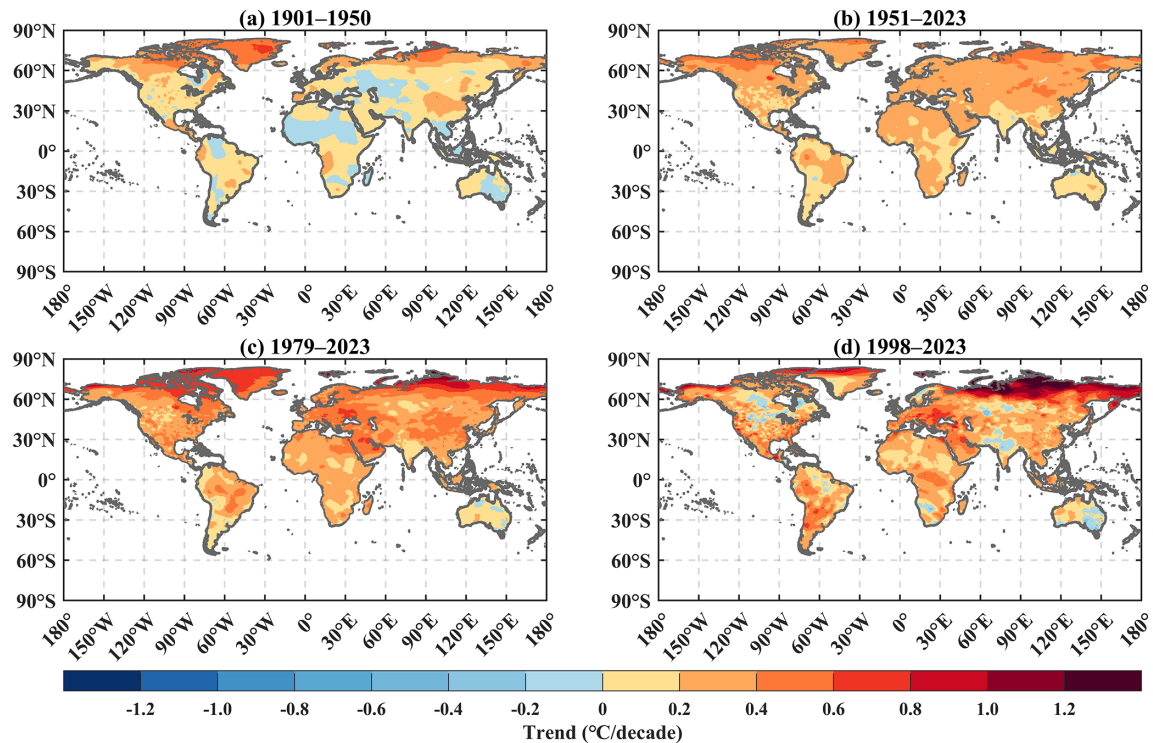 (a) 1901–1950
(b) 1951–2023
90°N
60°N
30°N
0°
30°S
60°S
90°S
90°N
60°N
30°N
0°
30°S
60°S
90°S
180°
150°W
120°W
90°W
60°W
30°W
0°
30°E
60°E
90°E
120°E
150°E
180°
180°
150°W
120°W
90°W
60°W
30°W
0°
30°E
60°E
90°E
120°E
150°E
180°
(c) 1979–2023
(d) 1998–2023
90°N
60°N
30°N
0°
30°S
60°S
90°S
90°N
60°N
30°N
0°
30°S
60°S
90°S
180°
150°W
120°W
90°W
60°W
30°W
0°
30°E
60°E
90°E
120°E
150°E
180°
180°
150°W
120°W
90°W
60°W
30°W
0°
30°E
60°E
90°E
120°E
150°E
180°
-1.2 -1.0 -0.8 -0.6 -0.4 -0.2 0 0.2 0.4 0.6 0.8 1.0 1.2
Trend (°C/decade)